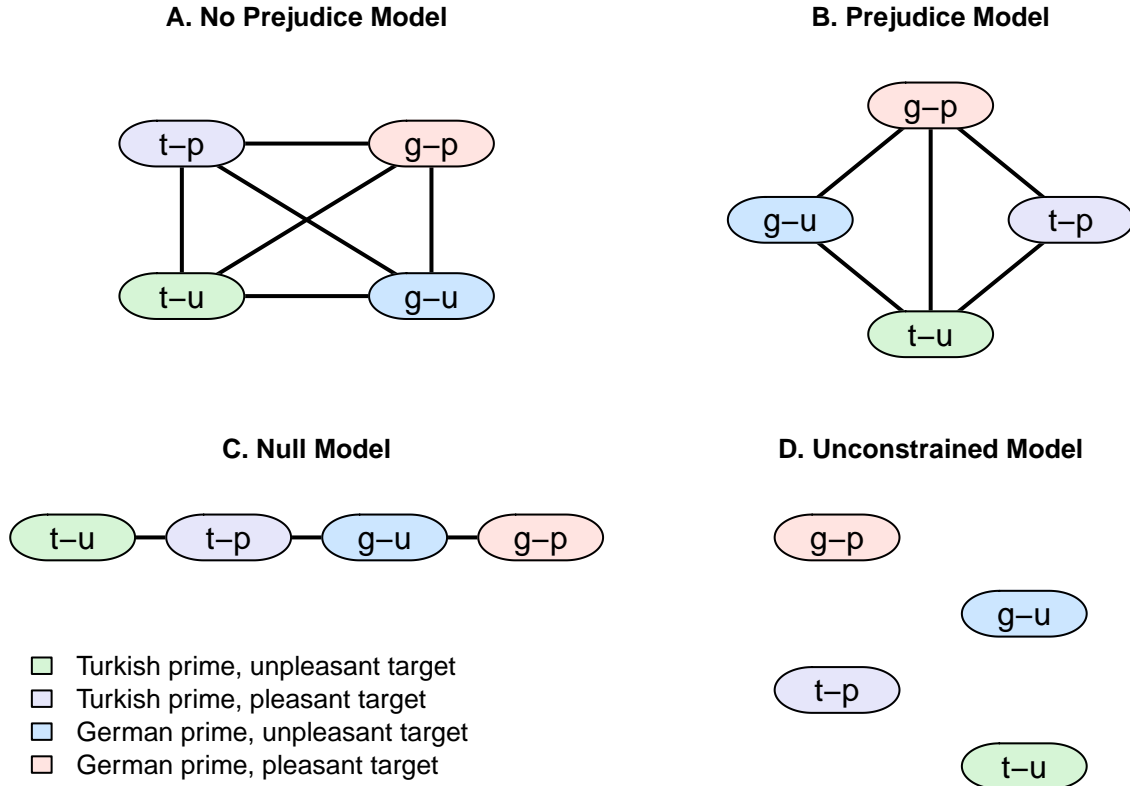 A. No Prejudice Model
t−p
g−p
t−u
g−u
B. Prejudice Model
g−p
g−u
t−p
t−u
C. Null Model
t−u
t−p
g−u
g−p
Turkish prime, unpleasant target
Turkish prime, pleasant target
German prime, unpleasant target
German prime, pleasant target
D. Unconstrained Model
g−p
g−u
t−p
t−u